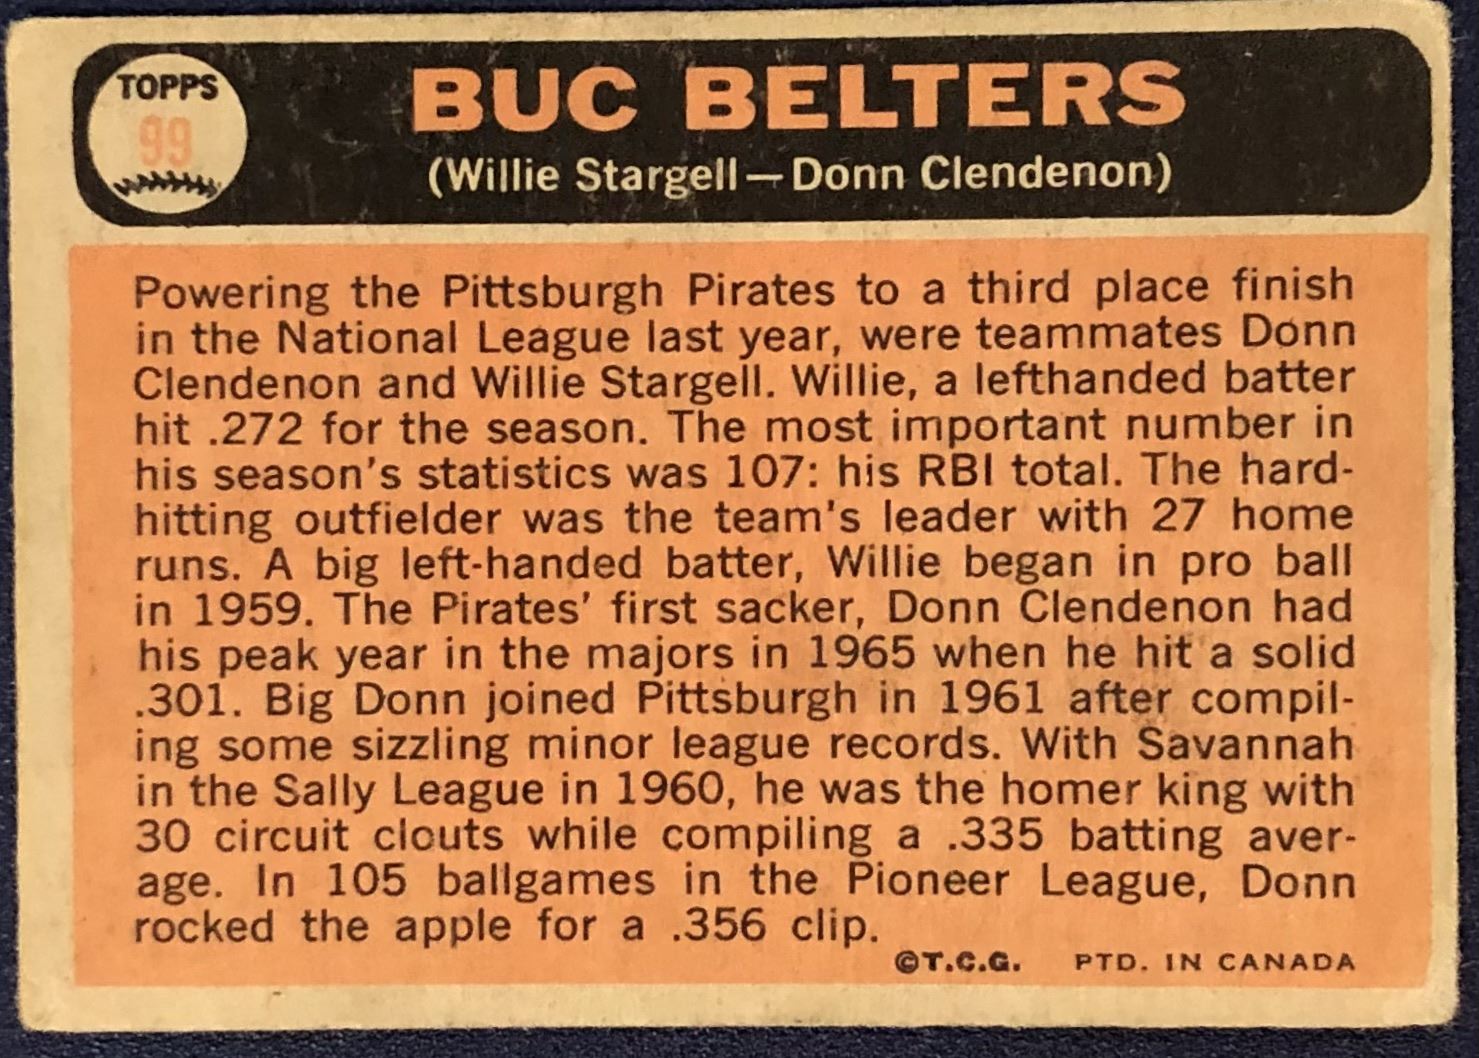 TOPPS
99
BUC BELTERS
(Willie Stargell—Donn Clendenon)
Powering the Pittsburgh Pirates to a third place finish
in the National League last year, were teammates Donn
Clendenon and Willie Stargell. Willie, a lefthanded batter
hit .272 for the season. The most important number in
his season's statistics was 107: his RBI total. The hard-
hitting outfielder was the team's leader with 27 home
runs. A big left-handed batter, Willie began in pro ball
in 1959. The Pirates' first sacker, Donn Clendenon had
his peak year in the majors in 1965 when he hit a solid
.301. Big Donn joined Pittsburgh in 1961 after compil-
ing some sizzling minor league records. With Savannah
in the Sally League in 1960, he was the homer king with
30 circuit clouts while compiling a .335 batting aver-
age. In 105 ballgames in the Pioneer League, Donn
rocked the apple for a .356 clip.
©T.C.G. PTD. IN CANADA